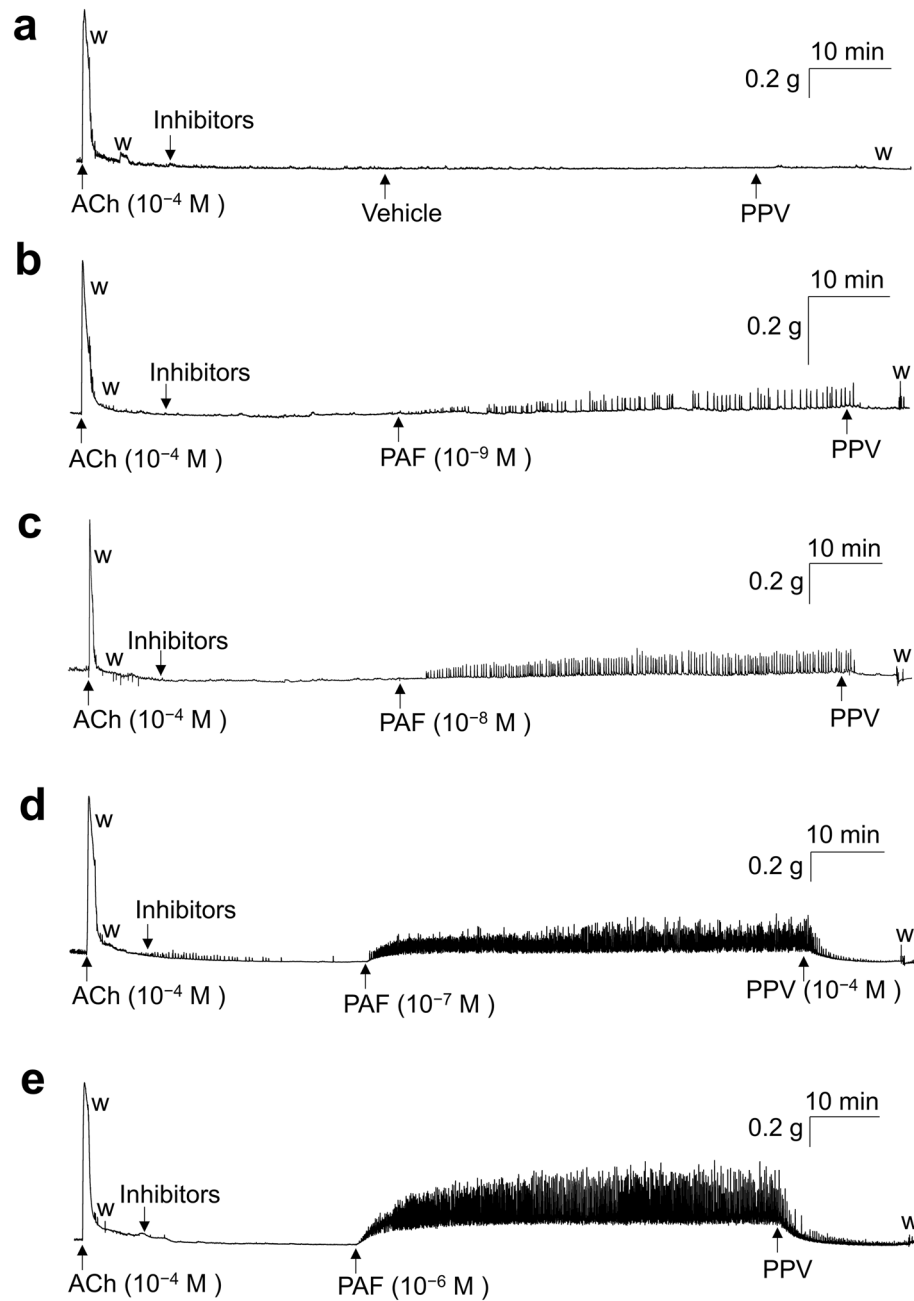 a
w
10 min
0.2 g
Inhibitors
w
w
ACh (10⁻⁴ M )
Vehicle
PPV
b
w
10 min
0.2 g
Inhibitors
w
w
ACh (10⁻⁴ M )
PAF (10⁻⁹ M )
PPV
c
w
10 min
0.2 g
Inhibitors
w
w
ACh (10⁻⁴ M )
PAF (10⁻⁸ M )
PPV
d
w
10 min
0.2 g
Inhibitors
w
w
ACh (10⁻⁴ M )
PAF (10⁻⁷ M )
PPV (10⁻⁴ M )
e
w
10 min
0.2 g
Inhibitors
w
w
ACh (10⁻⁴ M )
PAF (10⁻⁶ M )
PPV